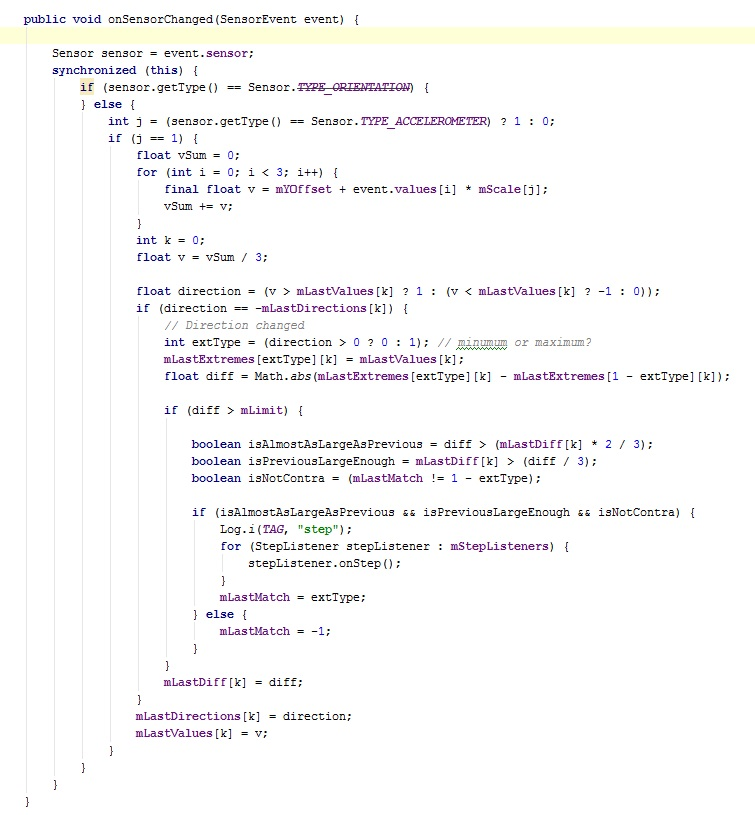 public void onSensorChanged(SensorEvent event) {
Sensor sensor = event.sensor;
synchronized (this) {
if (sensor.getType() == Sensor.TYPE_ORIENTATION) {
} else {
int j = (sensor.getType() == Sensor.TYPE_ACCELEROMETER) ? 1 : 0;
if (j == 1) {
float vSum = 0;
for (int i = 0; i < 3; i++) {
final float v = mYOffset + event.values[i] * mScale[j];
vSum += v;
}
int k = 0;
float v = vSum / 3;
float direction = (v > mLastValues[k] ? 1 : (v < mLastValues[k] ? -1 : 0));
if (direction == -mLastDirections[k]) {
// Direction changed
int extType = (direction > 0 ? 0 : 1); // minumum or maximum?
mLastExtremes[extType][k] = mLastValues[k];
float diff = Math.abs(mLastExtremes[extType][k] - mLastExtremes[1 - extType][k]);
if (diff > mLimit) {
boolean isAlmostAsLargeAsPrevious = diff > (mLastDiff[k] * 2 / 3);
boolean isPreviousLargeEnough = mLastDiff[k] > (diff / 3);
boolean isNotContra = (mLastMatch != 1 - extType);
if (isAlmostAsLargeAsPrevious && isPreviousLargeEnough && isNotContra) {
Log.i(TAG, "step");
for (StepListener stepListener : mStepListeners) {
stepListener.onStep();
}
mLastMatch = extType;
} else {
mLastMatch = -1;
}
}
mLastDiff[k] = diff;
}
mLastDirections[k] = direction;
mLastValues[k] = v;
}
}
}
}